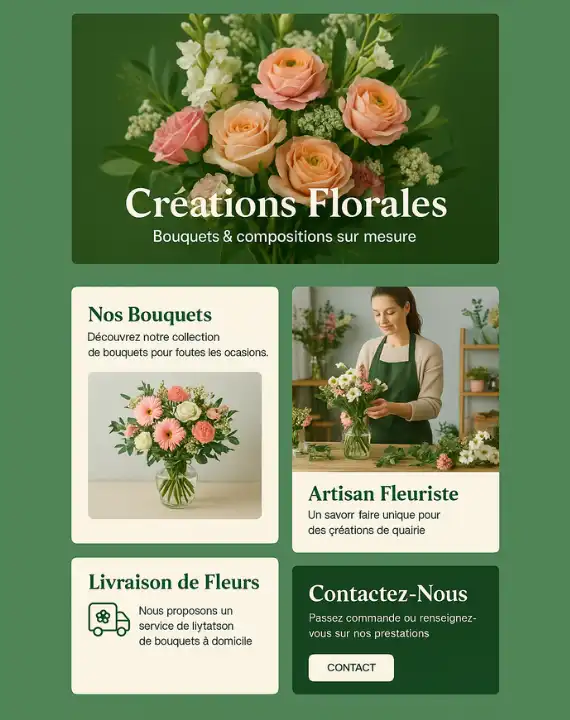 Créations Florales
Bouquets & compositions sur mesure
Nos Bouquets
Découvrez notre collection
de bouquets pour foutes les ocasions.
Artisan Fleuriste
Un savorr faire unique pour
des çréations de quairie
Livraison de Fleurs
Nous proposons un
service de liytatson
de bouquets à domicile
Contactez-Nous
Passez commande ou renseignez-
vous sur nos prestations
CONTACT